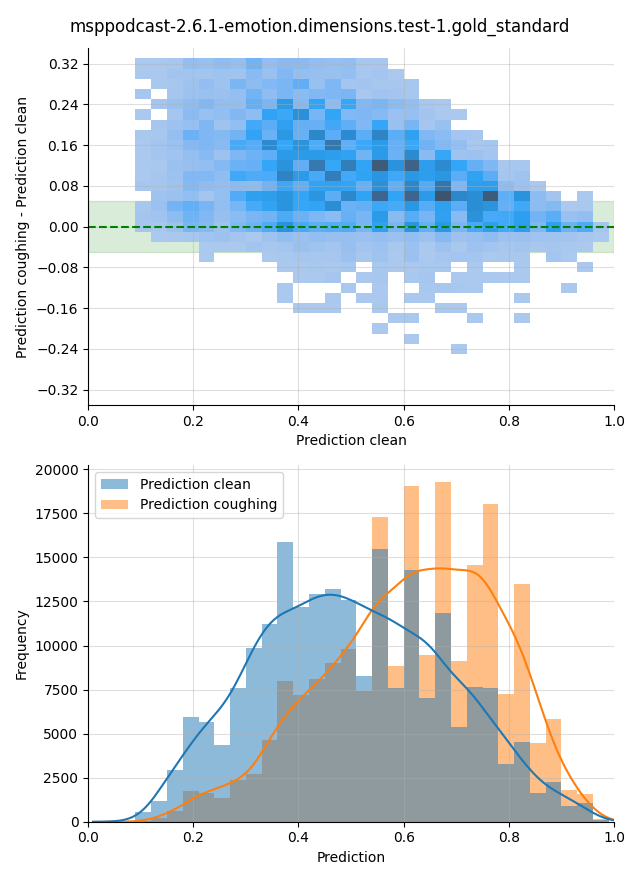 msppodcast-2.6.1-emotion.dimensions.test-1.gold_standard
Prediction coughing - Prediction clean
0.32
0.24
0.16
0.08
0.00
−0.08
−0.16
−0.24
−0.32
0.0 0.2 0.4 0.6 0.8 1.0
Prediction clean
Frequency
20000
17500
15000
12500
10000
7500
5000
2500
0
Prediction clean
Prediction coughing
0.0 0.2 0.4 0.6 0.8 1.0
Prediction